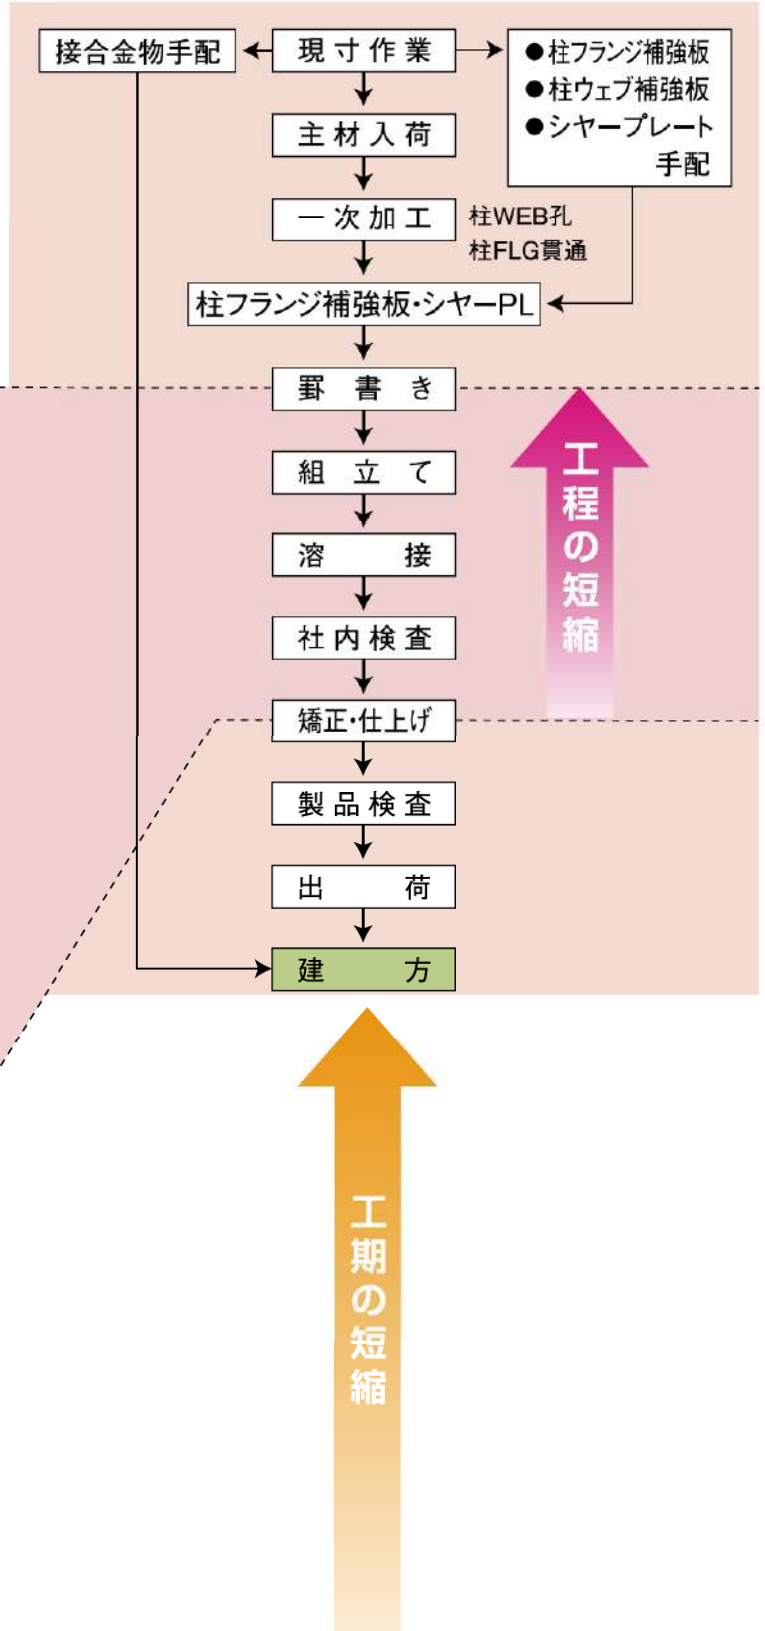 接合金物手配
現寸作業
●柱フランジ補強板
●柱ウェブ補強板
●シヤープレート
手配
主材入荷
一次加工
柱WEB孔
柱FLG貫通
柱フランジ補強板・シヤーPL
罫書き
組立て
溶接
社内検査
矯正・仕上げ
製品検査
出荷
建方
工程の短縮
工期の短縮